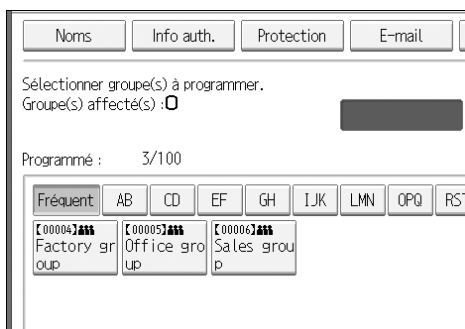 Noms Info auth. Protection E-mail
Sélectionner groupe(s) à programmer.
Groupe(s) affecté(s) :0
Programmé : 3/100
Fréquent AB CD EF GH IJK LMN OPQ RST
【00004】 【00005】 【00006】
Factory gr Office gro Sales grou
oup up p